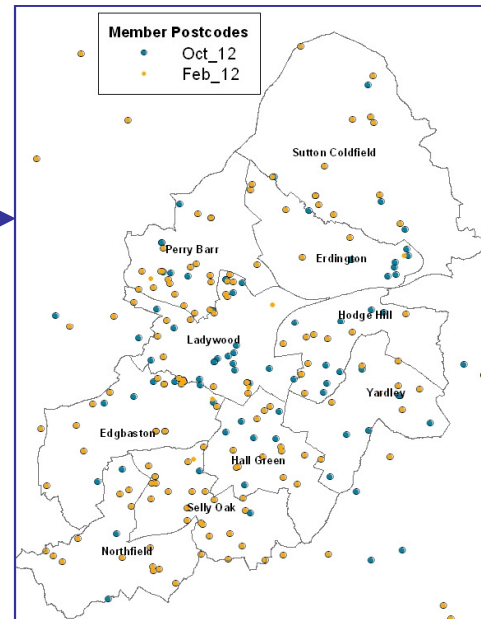 Member Postcodes
Oct_12
Feb_12
Sutton Coldfield
Perry Barr
Erdington
Hodge Hill
Ladywood
Yardley
Edgbaston
Hall Green
Selly Oak
Northfield